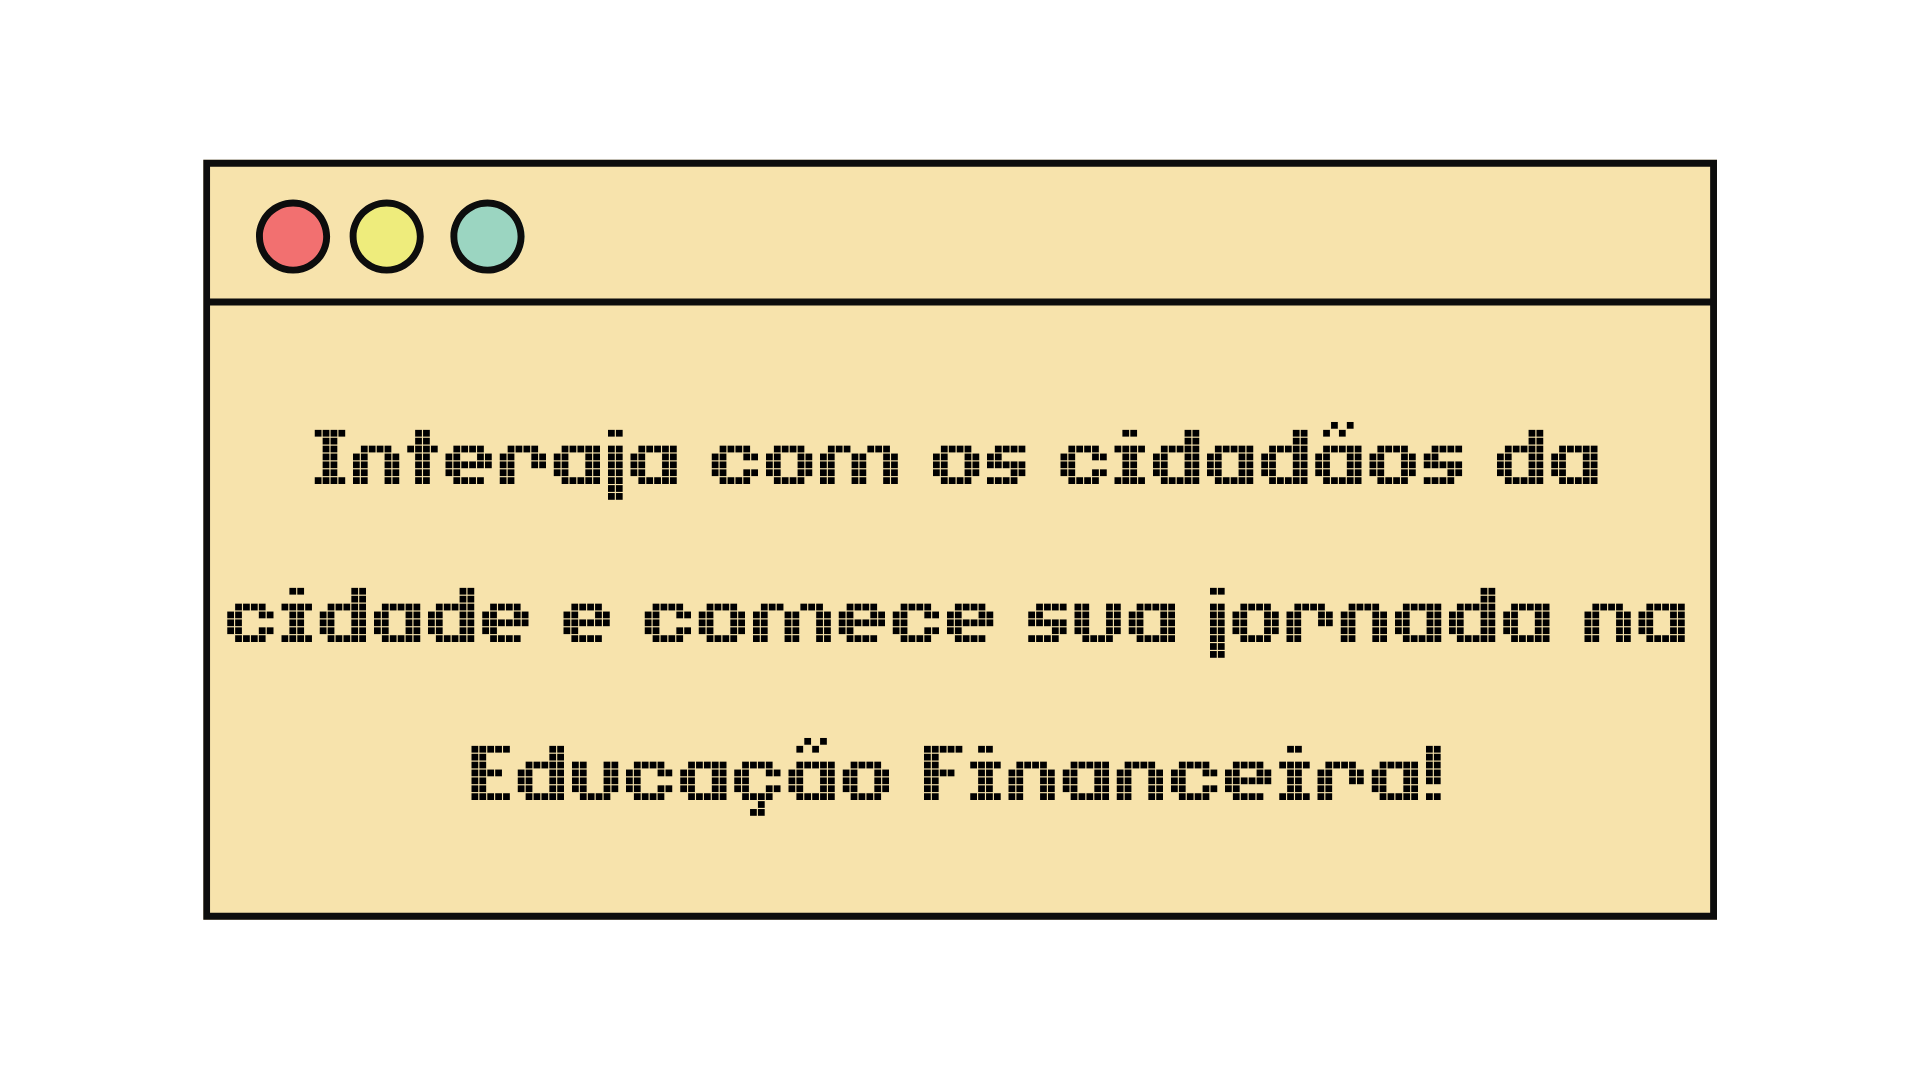 Interaja com os cidadãos da
cidade e comece sua jornada na
Educação Financeira!